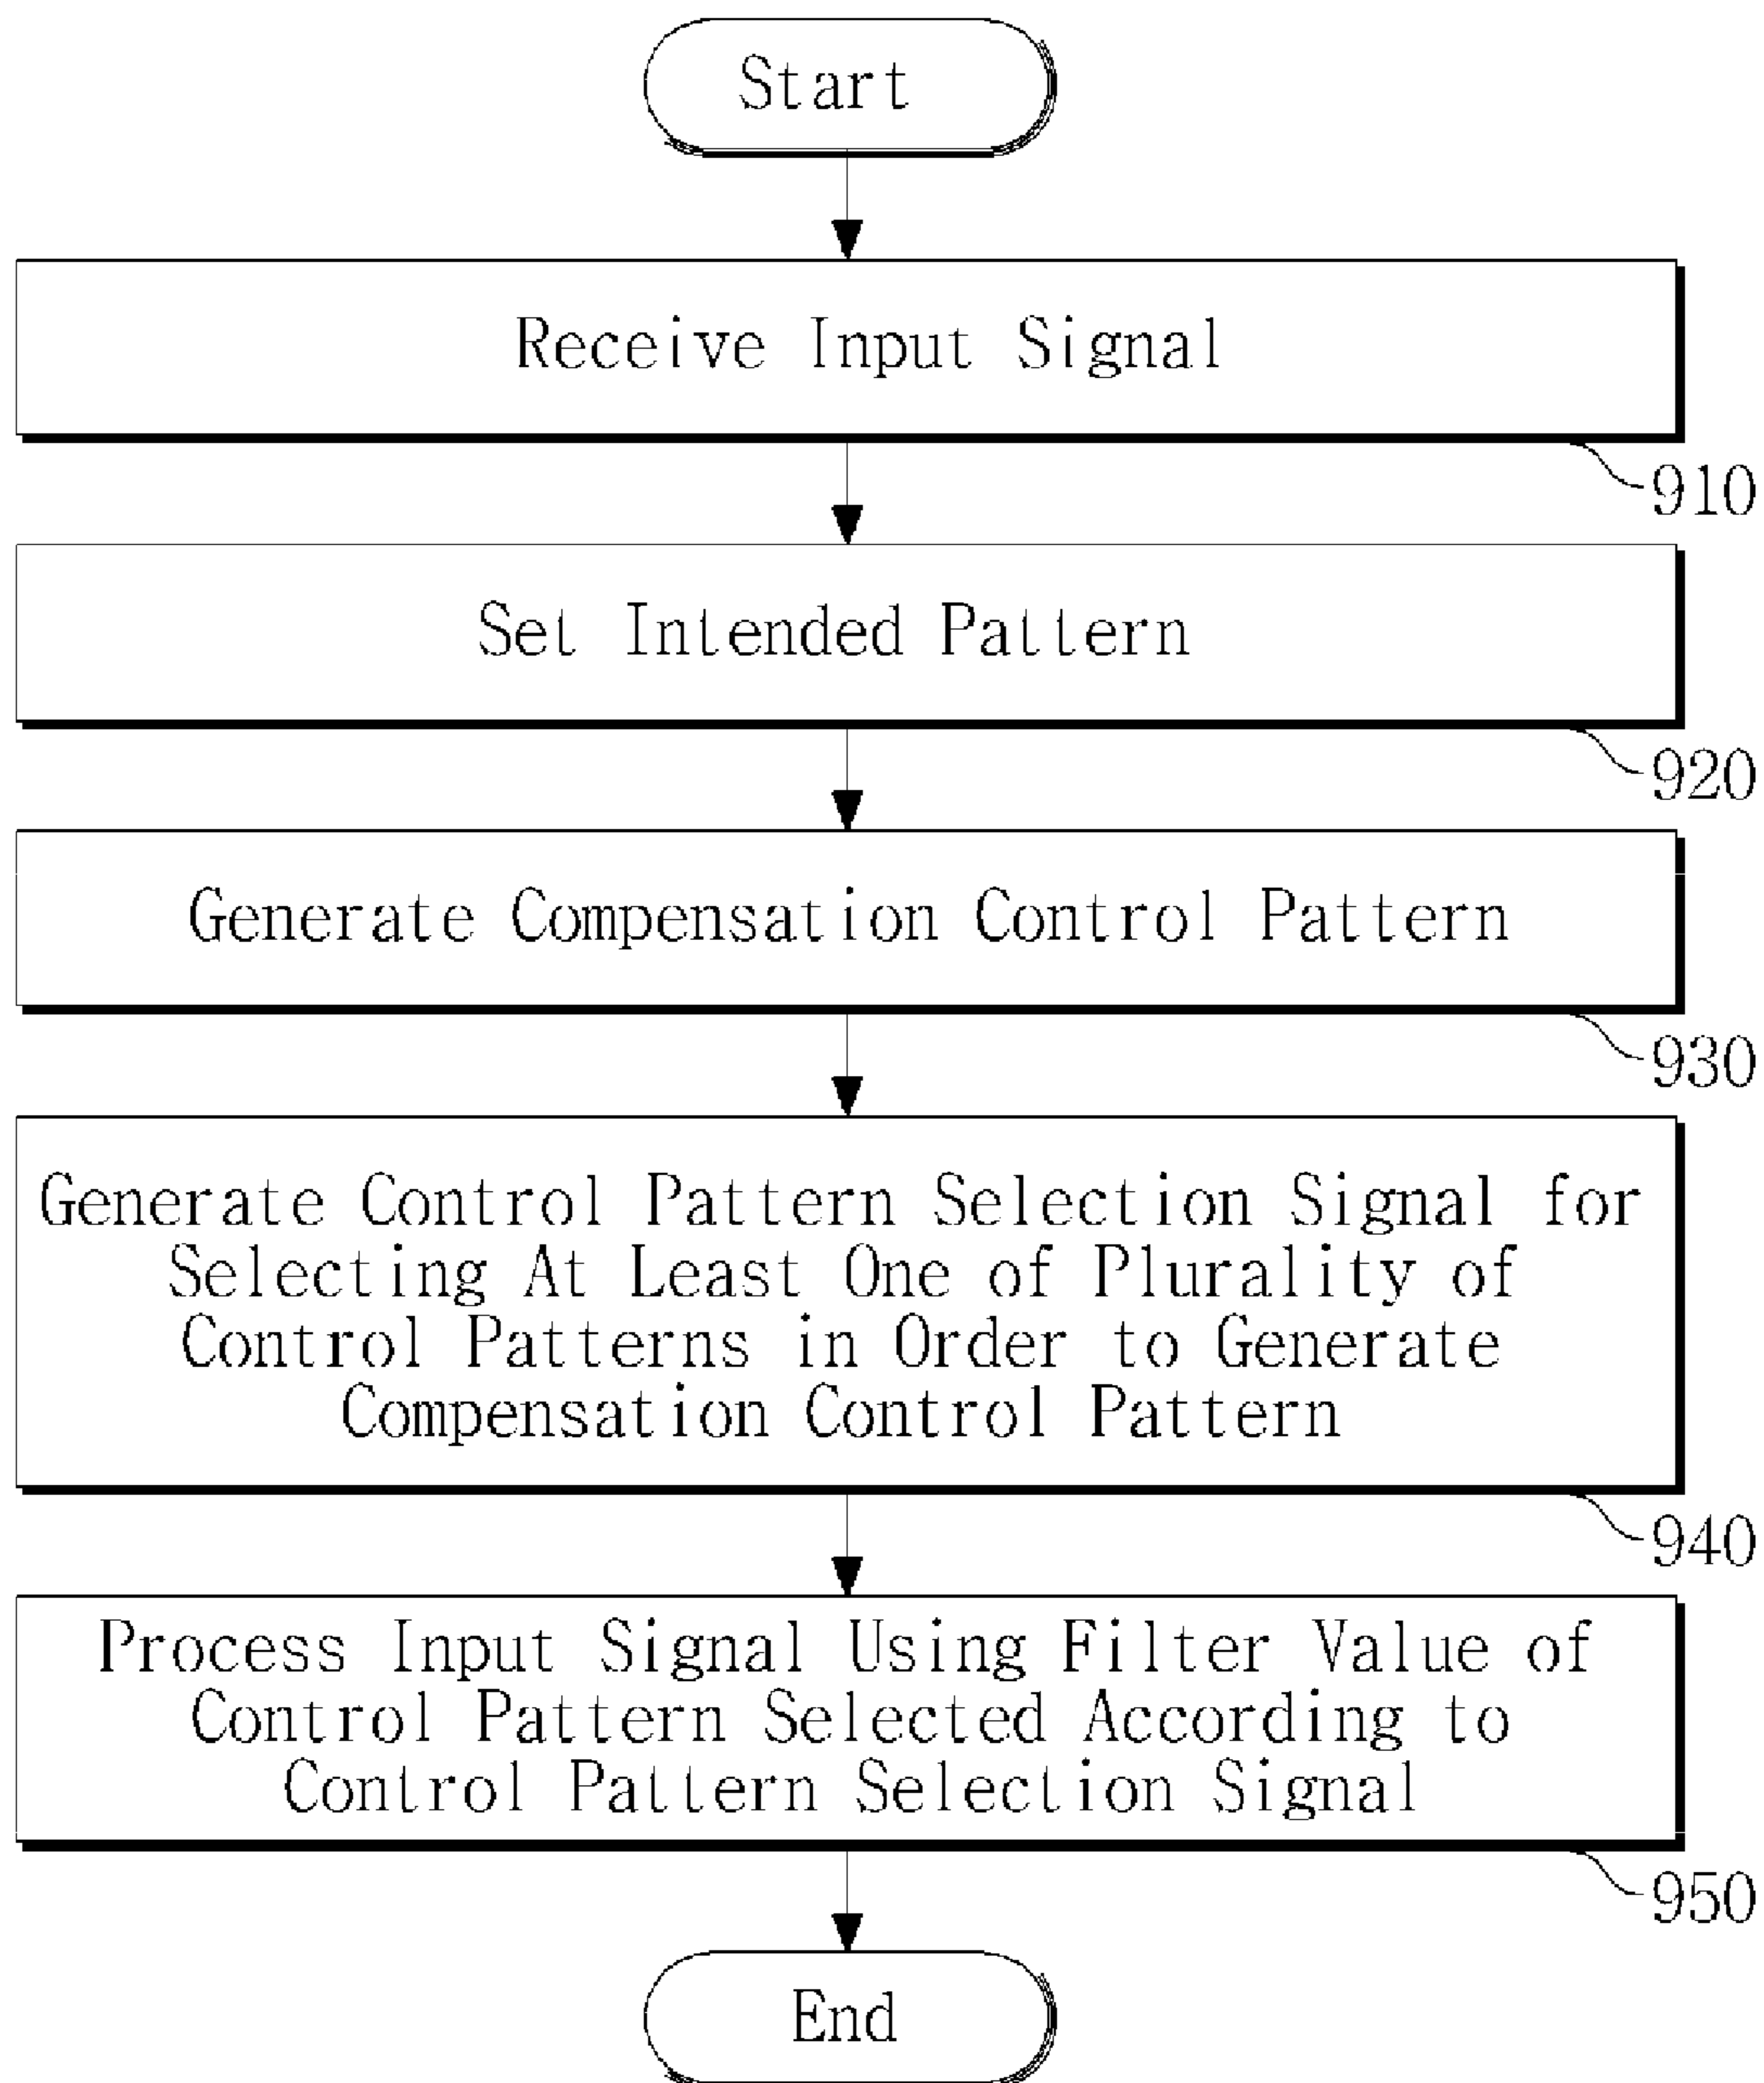 Start
Receive Input Signal
910
Set Intended Pattern
920
Generate Compensation Control Pattern
930
Generate Control Pattern Selection Signal for
Selecting At Least One of Plurality of
Control Patterns in Order to Generate
Compensation Control Pattern
940
Process Input Signal Using Filter Value of
Control Pattern Selected According to
Control Pattern Selection Signal
950
End